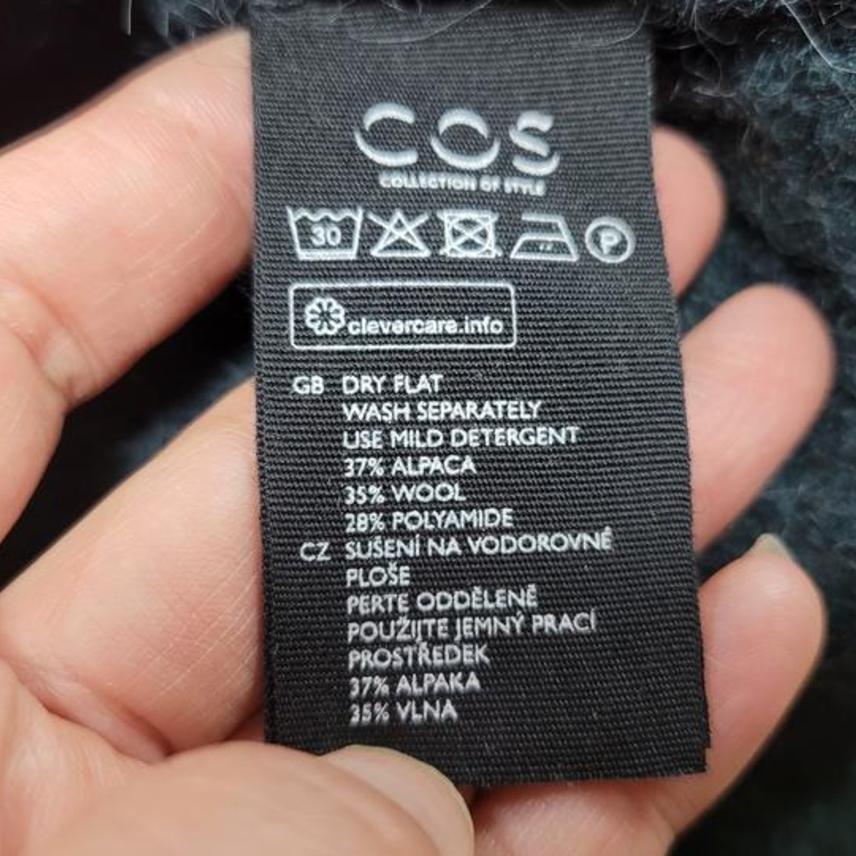 COS
COLLECTION OF STYLE
30 P
clevercare.info
GB DRY FLAT
WASH SEPARATELY
USE MILD DETERGENT
37% ALPACA
35% WOOL
28% POLYAMIDE
CZ SUŠENÍ NA VODOROVNÉ
PLOŠE
PERTE ODDĚLENĚ
POUŽIJTE JEMNÝ PRACÍ
PROSTŘEDEK
37% ALPAKA
35% VLNA